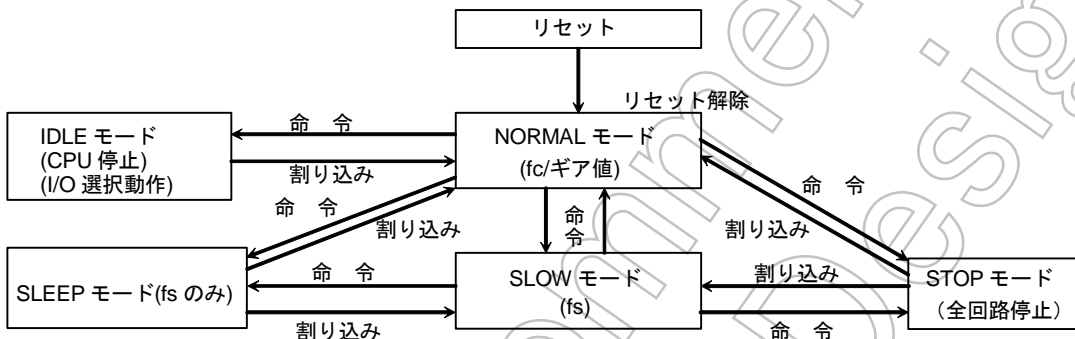 リセット
リセット解除
IDLE モード
(CPU 停止)
(I/O 選択動作)
命 令
割り込み
NORMAL モード
(fc/ギア値)
命 令
割り込み
命
令
命 令
割り込み
SLEEP モード(fs のみ)
命 令
割り込み
SLOW モード
(fs)
割り込み
命 令
STOP モード
(全回路停止)